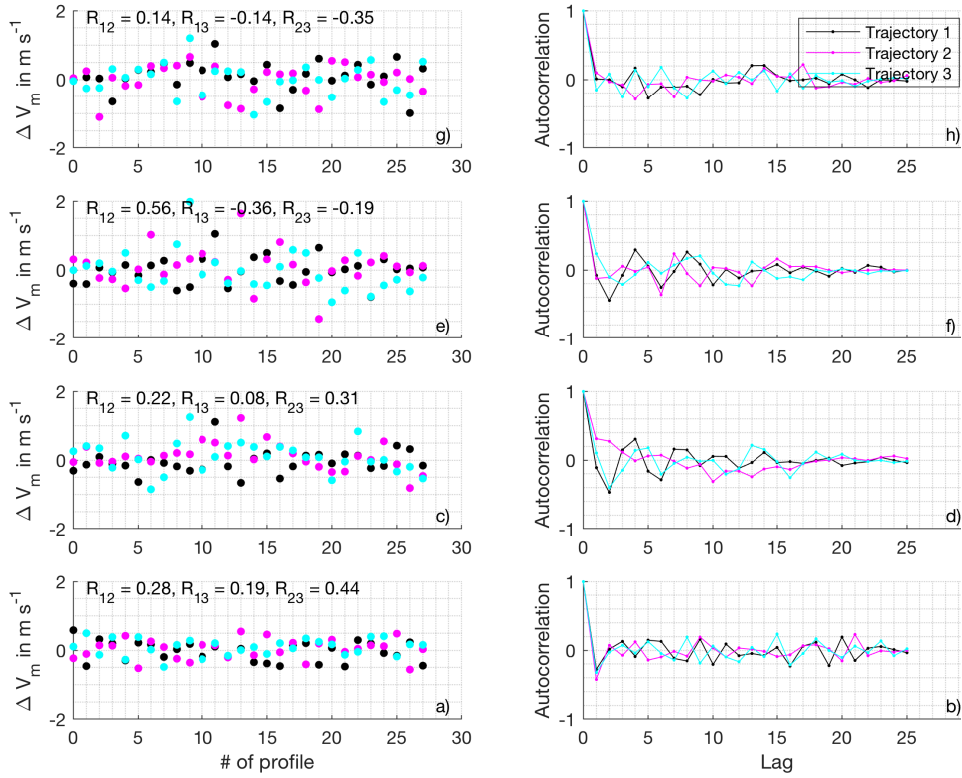 R12 = 0.14, R13 = -0.14, R23 = -0.35
2
0
-2
Δ Vm in m s-1
0 5 10 15 20 25 30
g)
1
0
-1
Autocorrelation
0 5 10 15 20 25
h)
Trajectory 1
Trajectory 2
Trajectory 3
R12 = 0.56, R13 = -0.36, R23 = -0.19
2
0
-2
Δ Vm in m s-1
0 5 10 15 20 25 30
e)
1
0
-1
Autocorrelation
0 5 10 15 20 25
f)
R12 = 0.22, R13 = 0.08, R23 = 0.31
2
0
-2
Δ Vm in m s-1
0 5 10 15 20 25 30
c)
1
0
-1
Autocorrelation
0 5 10 15 20 25
d)
R12 = 0.28, R13 = 0.19, R23 = 0.44
2
0
-2
Δ Vm in m s-1
0 5 10 15 20 25 30
a)
# of profile
1
0
-1
Autocorrelation
0 5 10 15 20 25
b)
Lag